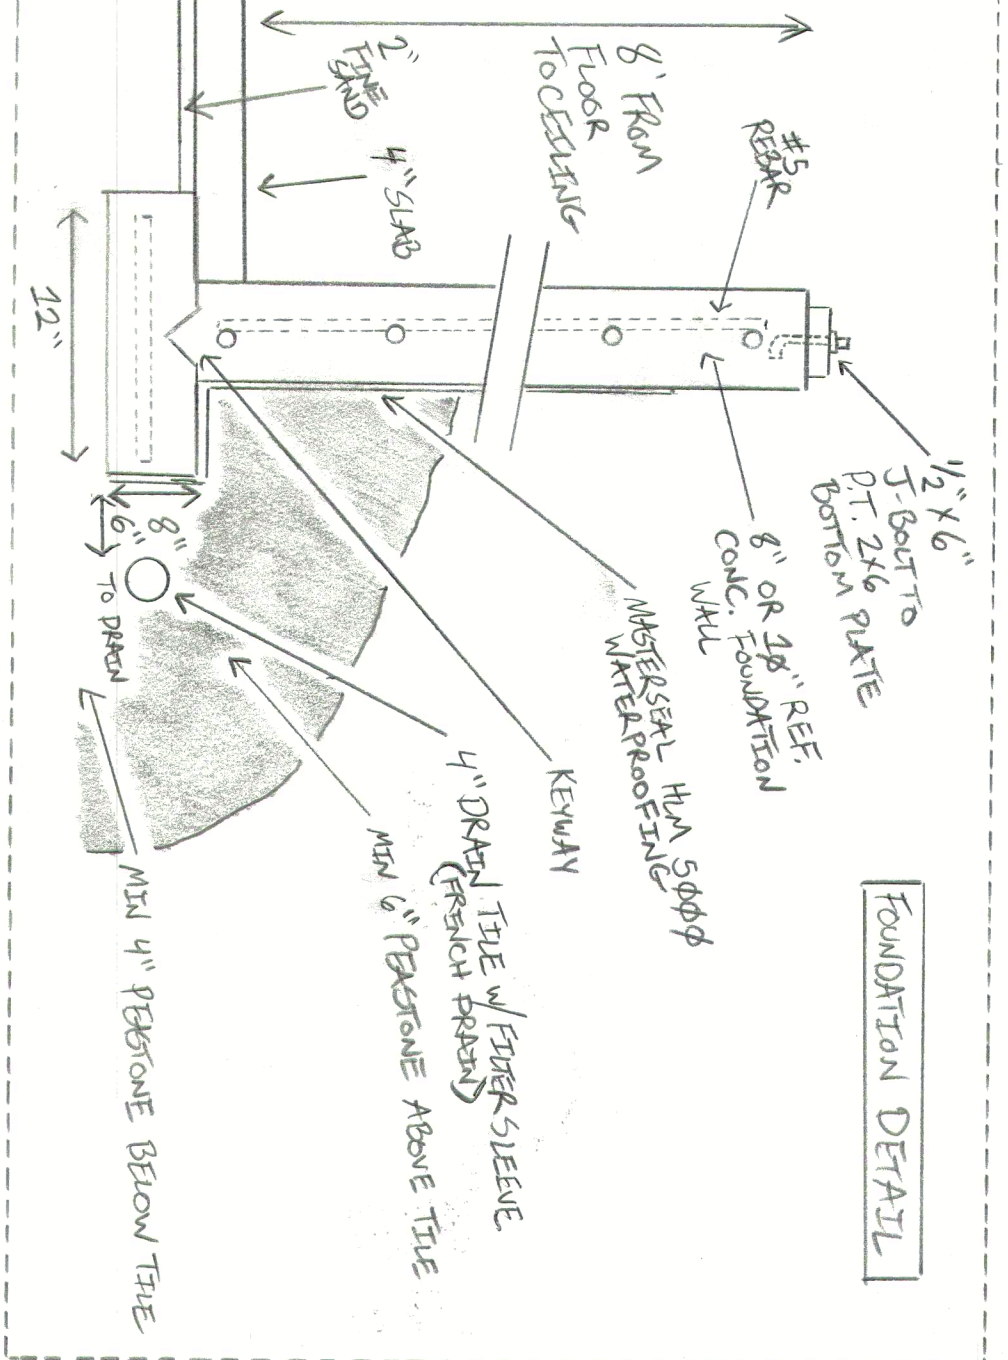 FOUNDATION DETAIL
1/2" X 6"
J-BOLT TO
P.T. 2X6
BOTTOM PLATE
#5
REBAR
8" OR 10" REF.
CONC. FOUNDATION
WALL
8' FROM
FLOOR
TO CEILING
MASTERSEAL HLM 5000
WATERPROOFING
KEYWAY
2"
FINE
SAND
4" SLAB
4" DRAIN TILE W/ FILTER SLEEVE
(FRENCH DRAIN)
MIN 6" PEASTONE ABOVE TILE
8"
6"
TO DRAIN
12"
MIN 4" PEASTONE BELOW TILE